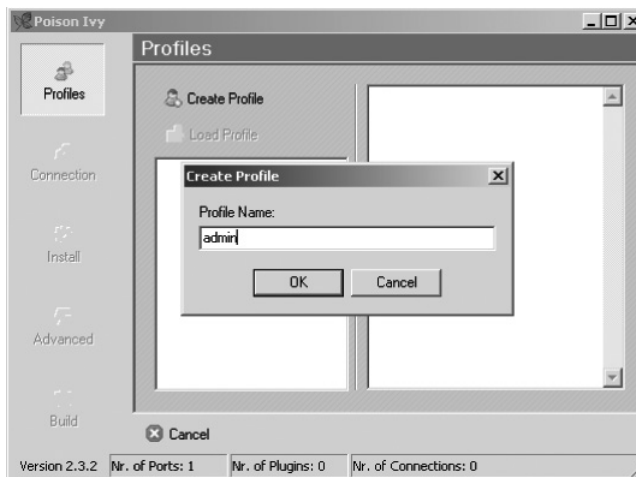 Poison Ivy
Profiles
Profiles
Create Profile
Load Profile
Connection
Create Profile
Profile Name:
admin
Install
OK
Cancel
Advanced
Build
Cancel
Version 2.3.2
Nr. of Ports: 1
Nr. of Plugins: 0
Nr. of Connections: 0